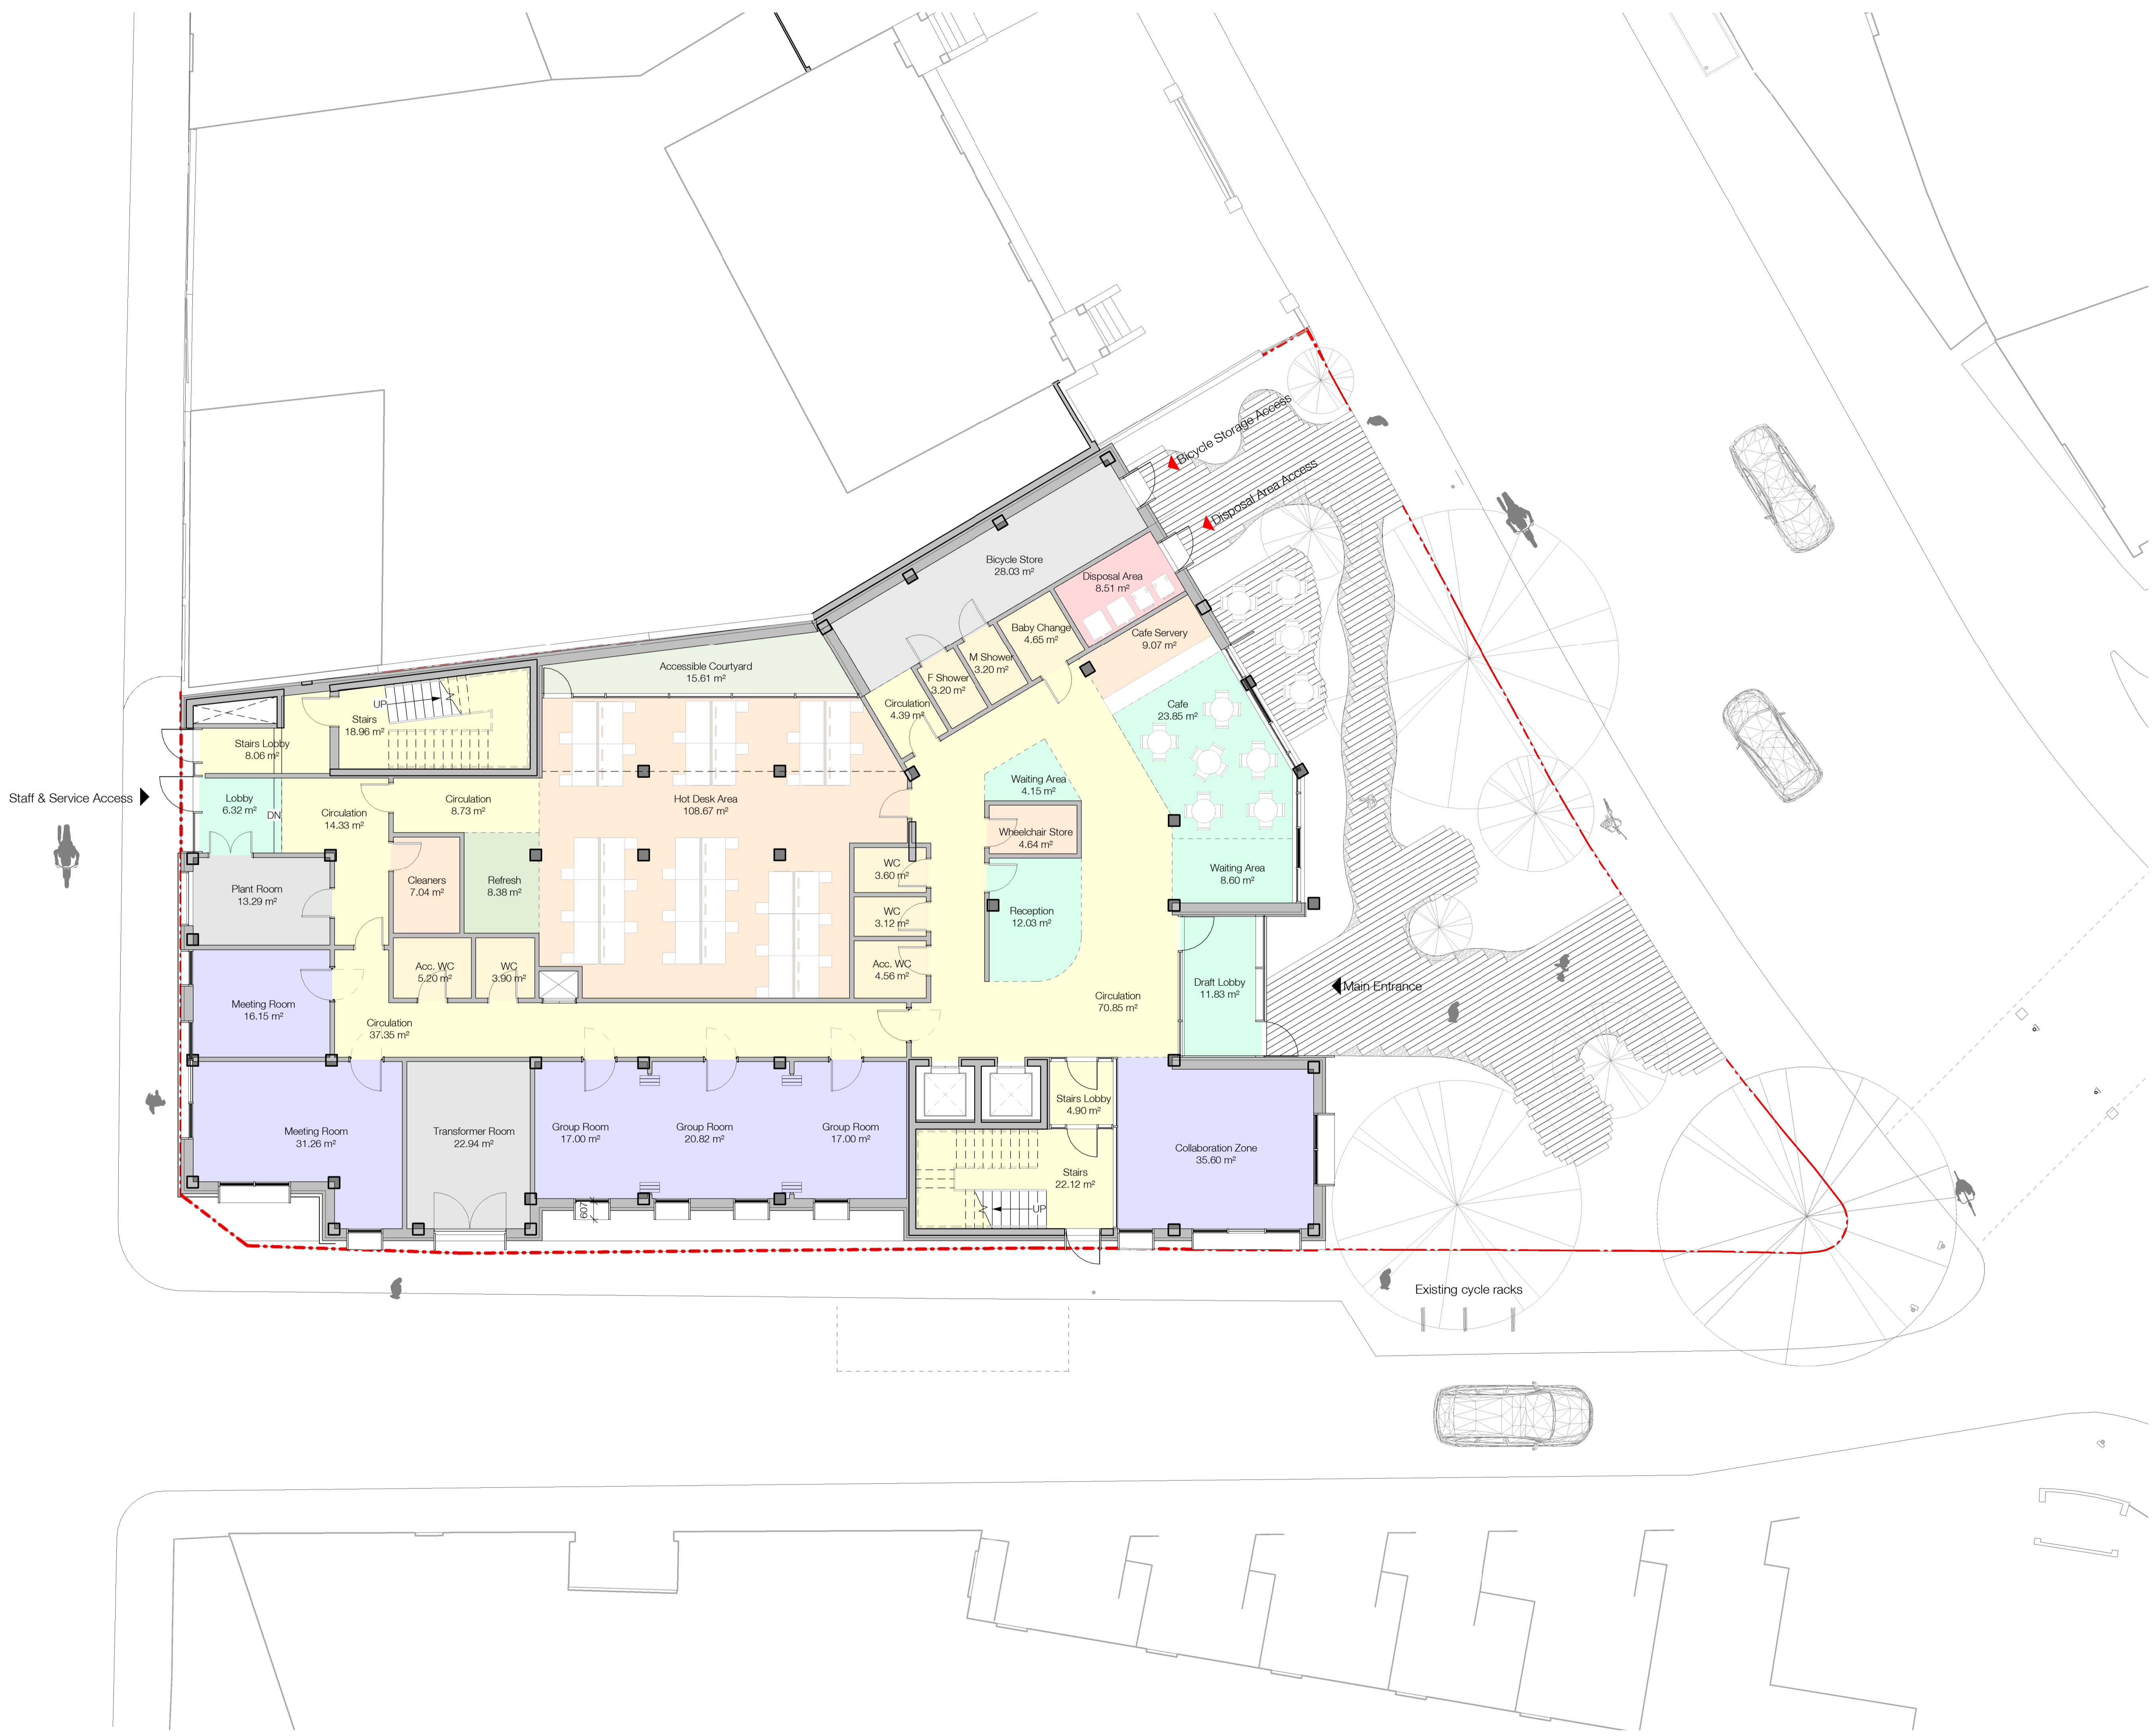 Bicycle Storage Access
Disposal Area Access
Bicycle Store
28.03 m²
Disposal Area
8.51 m²
Baby Change
4.65 m²
Cafe Servery
9.07 m²
M Shower
3.20 m²
F Shower
3.20 m²
Accessible Courtyard
15.61 m²
Circulation
4.39 m²
Cafe
23.85 m²
UP
Stairs
18.96 m²
Stairs Lobby
8.06 m²
Staff & Service Access
Lobby
6.32 m²
DN
Circulation
14.33 m²
Circulation
8.73 m²
Hot Desk Area
108.67 m²
Waiting Area
4.15 m²
Wheelchair Store
4.64 m²
Waiting Area
8.60 m²
Plant Room
13.29 m²
Cleaners
7.04 m²
Refresh
8.38 m²
WC
3.60 m²
WC
3.12 m²
Reception
12.03 m²
Acc. WC
5.20 m²
WC
3.90 m²
Acc. WC
4.56 m²
Draft Lobby
11.83 m²
Main Entrance
Meeting Room
16.15 m²
Circulation
37.35 m²
Circulation
70.85 m²
Meeting Room
31.26 m²
Transformer Room
22.94 m²
Group Room
17.00 m²
Group Room
20.82 m²
Group Room
17.00 m²
Stairs Lobby
4.90 m²
Stairs
22.12 m²
UP
Collaboration Zone
35.60 m²
607
Existing cycle racks